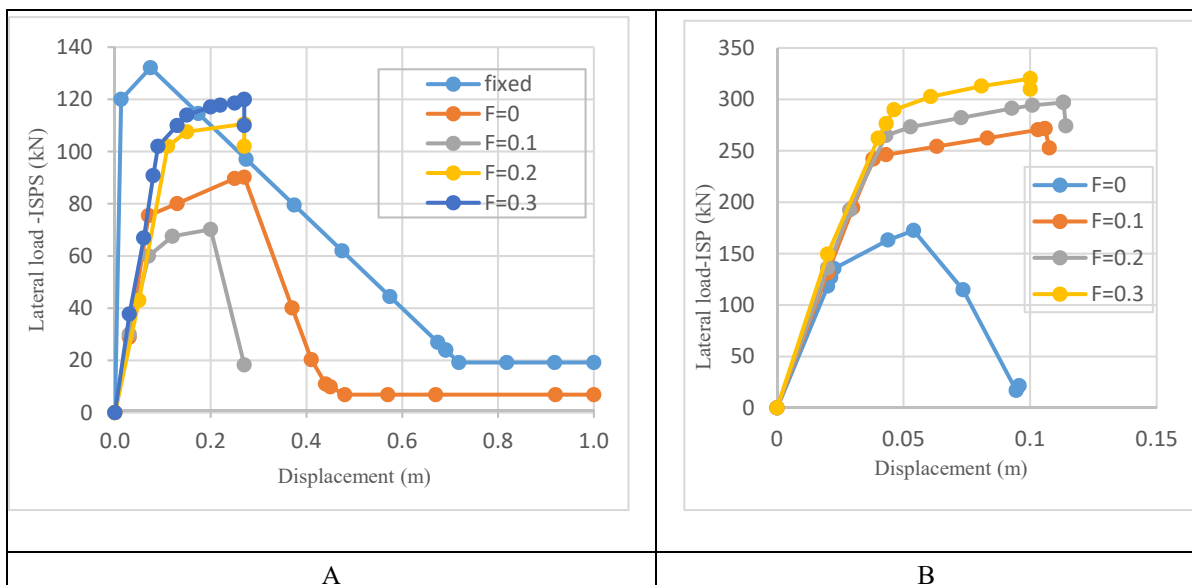 140
120
100
80
60
40
20
0
Lateral load -ISPS (kN)
0.0 0.2 0.4 0.6 0.8 1.0
Displacement (m)
fixed
F=0
F=0.1
F=0.2
F=0.3
350
300
250
200
150
100
50
0
Lateral load-ISP (kN)
0 0.05 0.1 0.15
Displacement (m)
F=0
F=0.1
F=0.2
F=0.3
A B